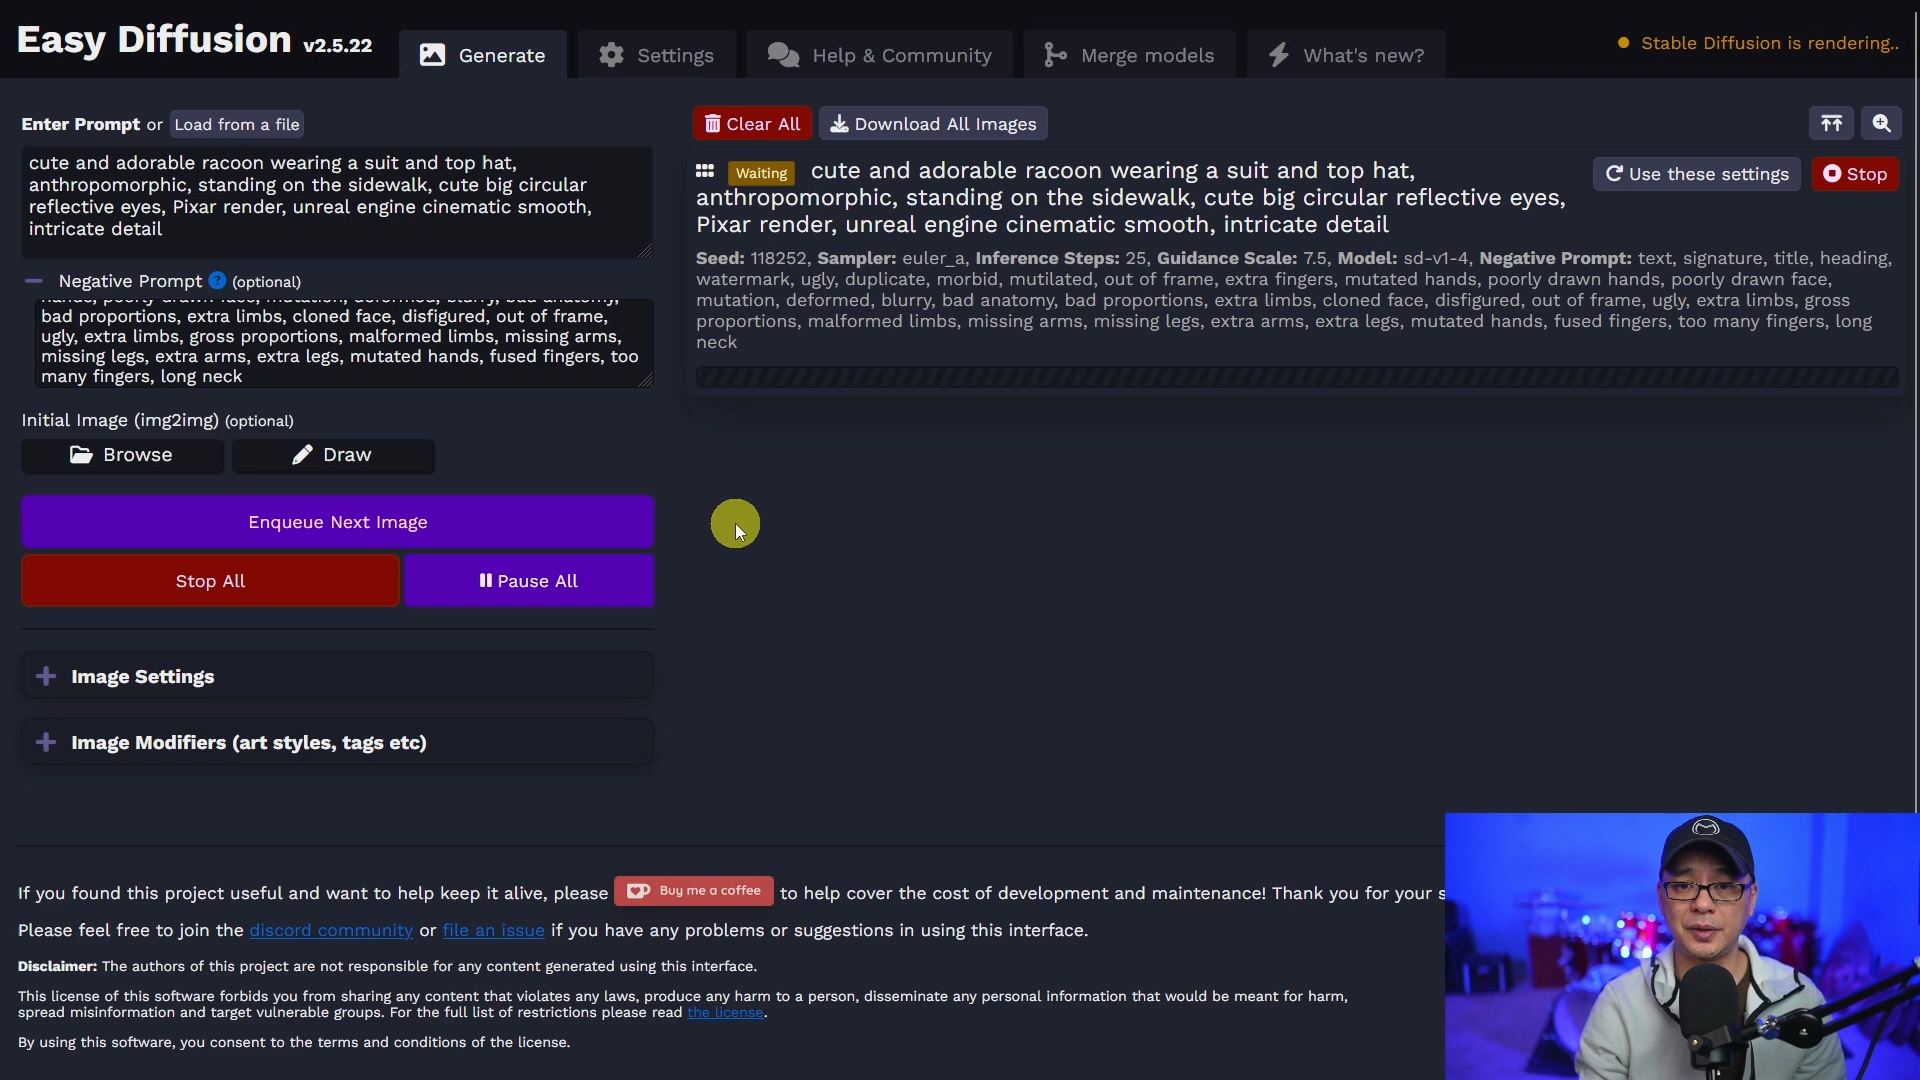 Easy Diffusion v2.5.22
Generate
Settings
Help & Community
Merge models
What's new?
Stable Diffusion is rendering..
Enter Prompt or Load from a file
cute and adorable racoon wearing a suit and top hat,
anthropomorphic, standing on the sidewalk, cute big circular
reflective eyes, Pixar render, unreal engine cinematic smooth,
intricate detail
Negative Prompt ? (optional)
hands, poorly drawn face, mutation, deformed, blurry, bad anatomy,
bad proportions, extra limbs, cloned face, disfigured, out of frame,
ugly, extra limbs, gross proportions, malformed limbs, missing arms,
missing legs, extra arms, extra legs, mutated hands, fused fingers, too
many fingers, long neck
Initial Image (img2img) (optional)
Browse
Draw
Enqueue Next Image
Stop All
Pause All
Image Settings
Image Modifiers (art styles, tags etc)
Clear All
Download All Images
Waiting cute and adorable racoon wearing a suit and top hat,
anthropomorphic, standing on the sidewalk, cute big circular reflective eyes,
Pixar render, unreal engine cinematic smooth, intricate detail
Use these settings
Stop
Seed: 118252, Sampler: euler_a, Inference Steps: 25, Guidance Scale: 7.5, Model: sd-v1-4, Negative Prompt: text, signature, title, heading,
watermark, ugly, duplicate, morbid, mutilated, out of frame, extra fingers, mutated hands, poorly drawn hands, poorly drawn face,
mutation, deformed, blurry, bad anatomy, bad proportions, extra limbs, cloned face, disfigured, out of frame, ugly, extra limbs, gross
proportions, malformed limbs, missing arms, missing legs, extra arms, extra legs, mutated hands, fused fingers, too many fingers, long
neck
If you found this project useful and want to help keep it alive, please Buy me a coffee to help cover the cost of development and maintenance! Thank you for your s
Please feel free to join the discord community or file an issue if you have any problems or suggestions in using this interface.
Disclaimer: The authors of this project are not responsible for any content generated using this interface.
This license of this software forbids you from sharing any content that violates any laws, produce any harm to a person, disseminate any personal information that would be meant for harm,
spread misinformation and target vulnerable groups. For the full list of restrictions please read the license.
By using this software, you consent to the terms and conditions of the license.